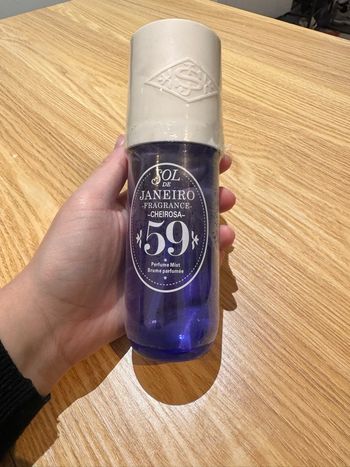 SOL
DE
JANEIRO
-FRAGRANCE-
-CHEIROSA-
59
Perfume Mist
Brume parfumée